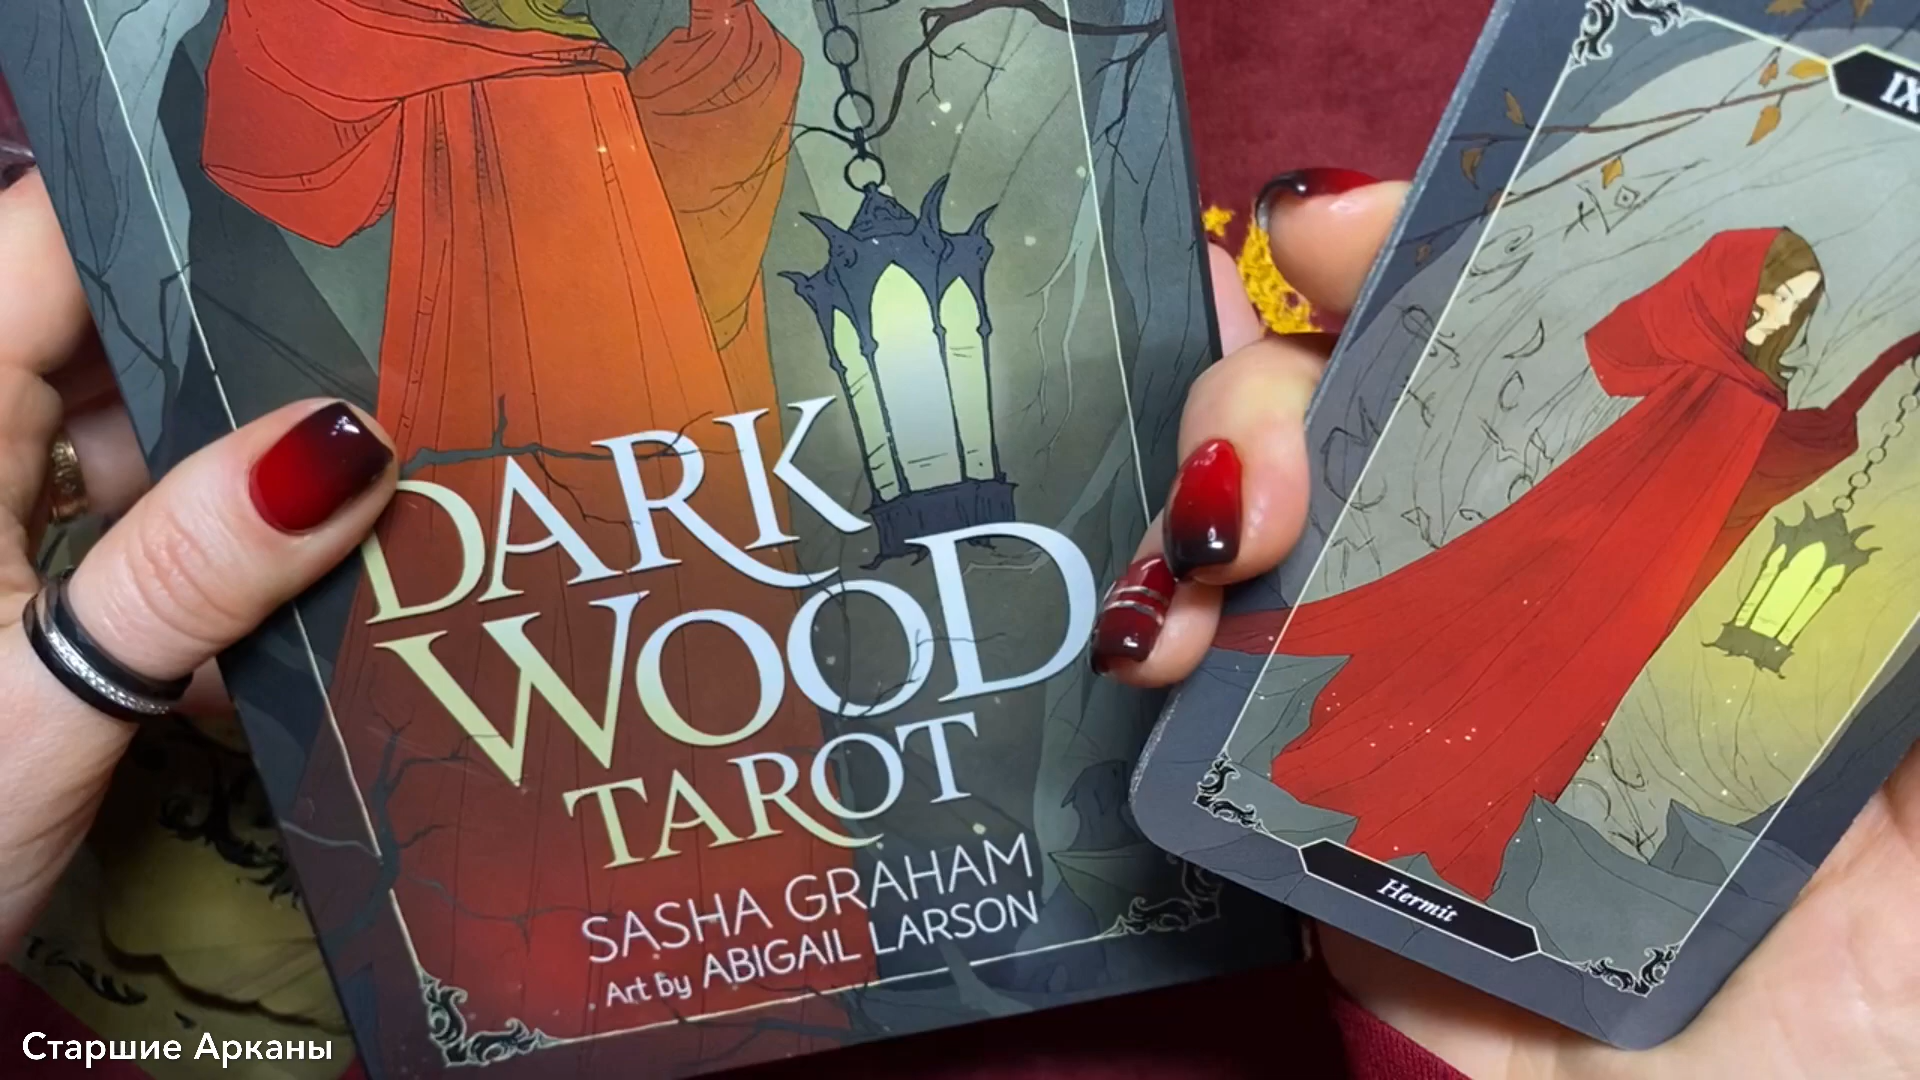 DARK
WOOD
TAROT
SASHA GRAHAM
Art by ABIGAIL LARSON
IX
Hermit
Старшие Арканы